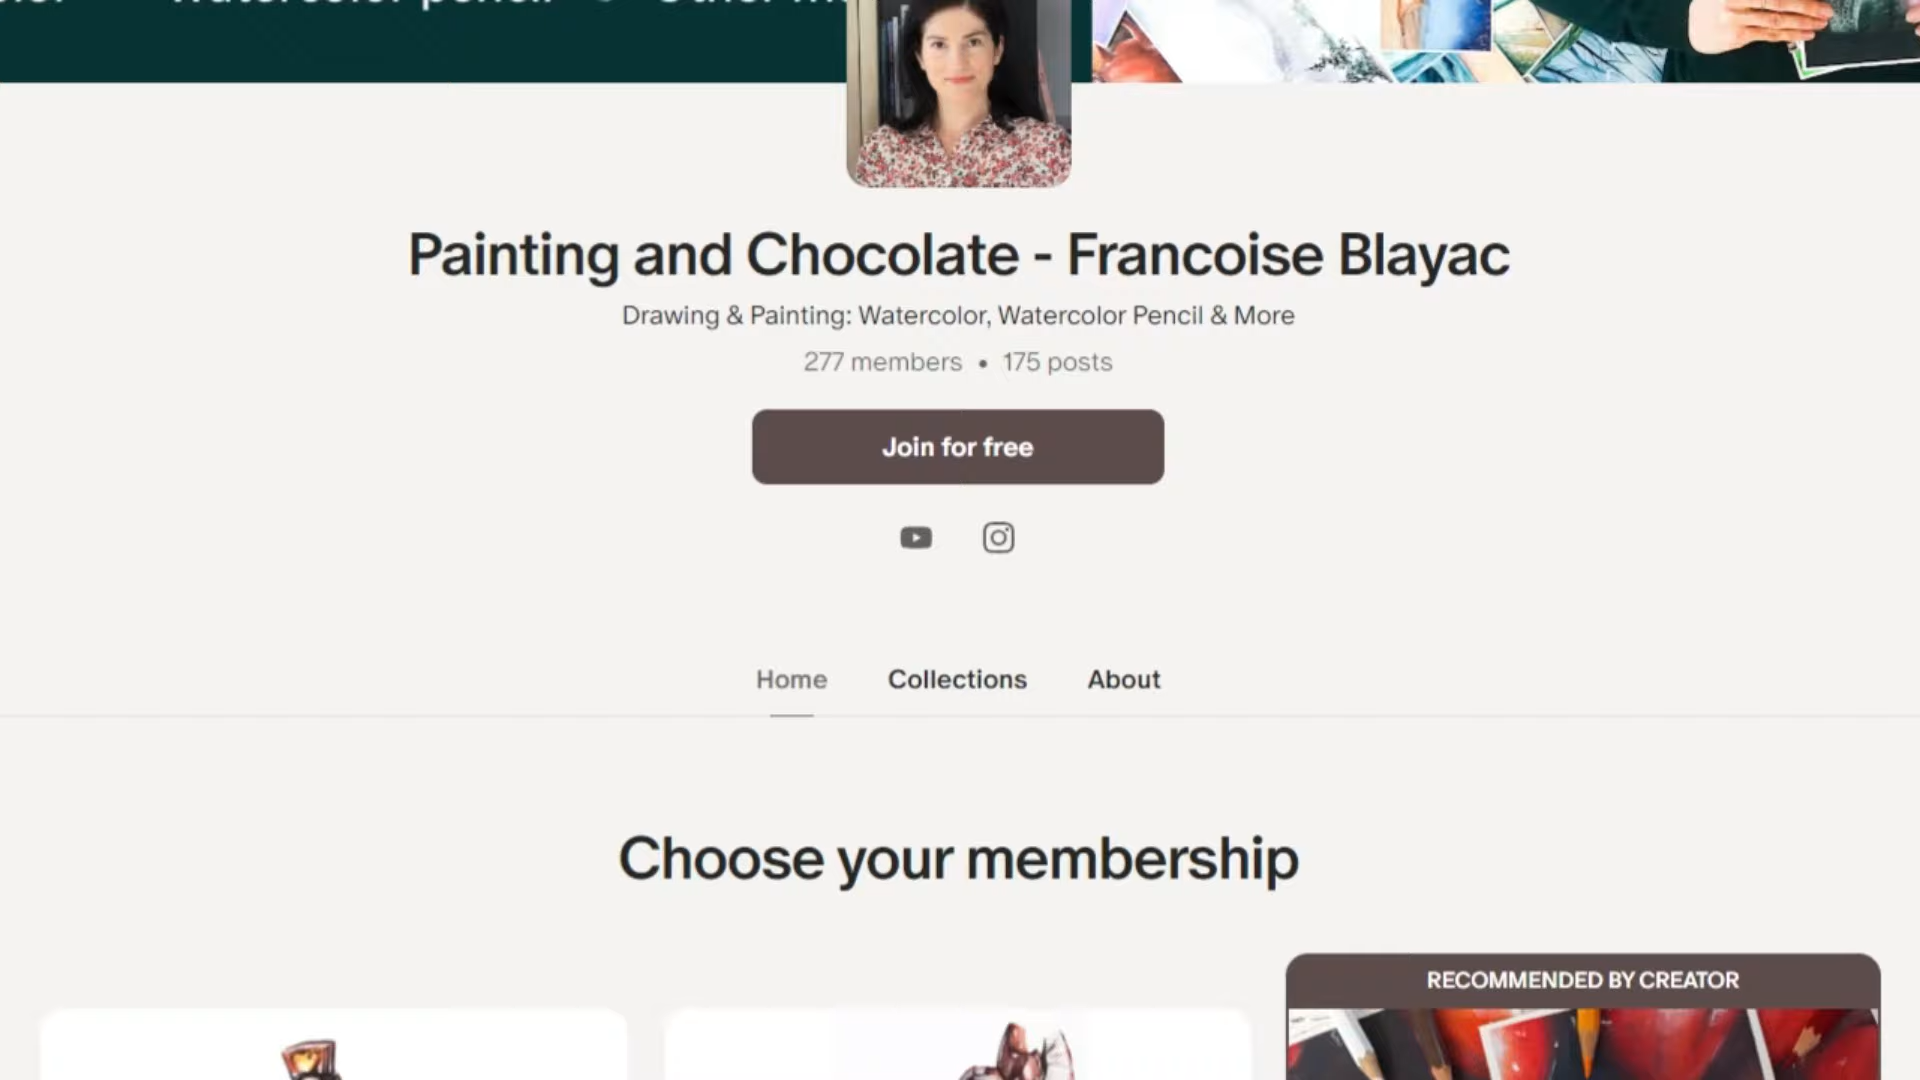 Painting and Chocolate - Francoise Blayac
Drawing & Painting: Watercolor, Watercolor Pencil & More
277 members • 175 posts
Join for free
Home Collections About
Choose your membership
RECOMMENDED BY CREATOR